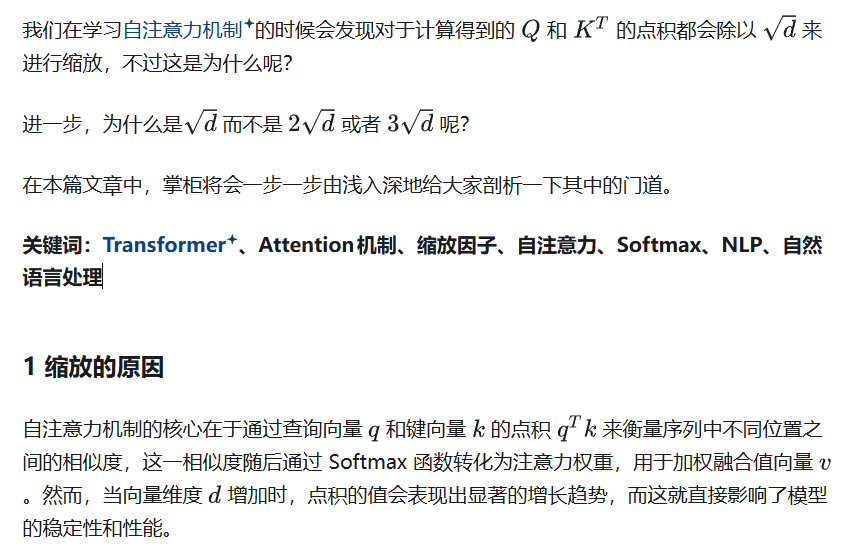 我们在学习自注意力机制的时候会发现对于计算得到的 Q 和 K^T 的点积都会除以 √d 来
进行缩放，不过这是为什么呢？
进一步，为什么是√d 而不是 2√d 或者 3√d 呢？
在本篇文章中，掌柜将会一步一步由浅入深地给大家剖析一下其中的门道。
关键词：Transformer、Attention机制、缩放因子、自注意力、Softmax、NLP、自然
语言处理
1 缩放的原因
自注意力机制的核心在于通过查询向量 q 和键向量 k 的点积 q^T k 来衡量序列中不同位置之
间的相似度，这一相似度随后通过 Softmax 函数转化为注意力权重，用于加权融合值向量 v
。然而，当向量维度 d 增加时，点积的值会表现出显著的增长趋势，而这就直接影响了模型
的稳定性和性能。